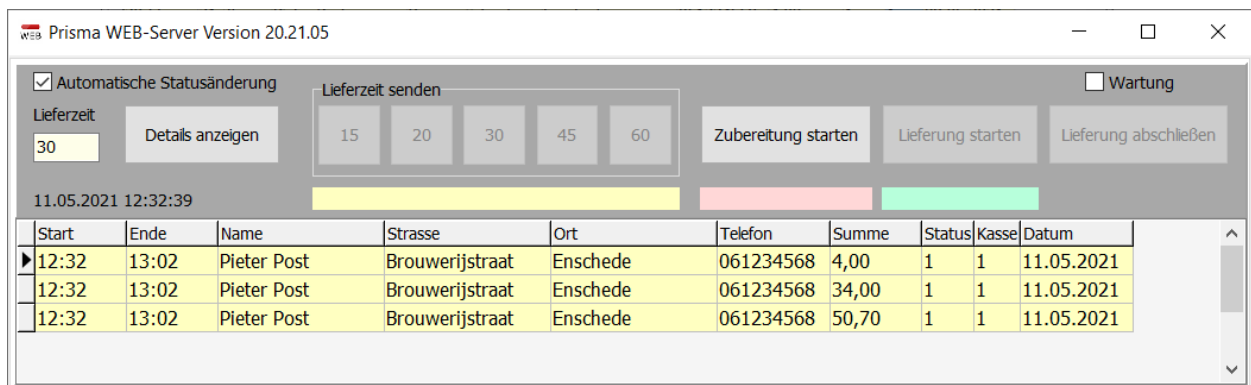 WEB Prisma WEB-Server Version 20.21.05
Automatische Statusänderung
Lieferzeit senden
Wartung
Lieferzeit
30
Details anzeigen
15 20 30 45 60
Zubereitung starten
Lieferung starten
Lieferung abschließen
11.05.2021 12:32:39
Start Ende Name Strasse Ort Telefon Summe Status Kasse Datum
12:32 13:02 Pieter Post Brouwerijstraat Enschede 061234568 4,00 1 1 11.05.2021
12:32 13:02 Pieter Post Brouwerijstraat Enschede 061234568 34,00 1 1 11.05.2021
12:32 13:02 Pieter Post Brouwerijstraat Enschede 061234568 50,70 1 1 11.05.2021